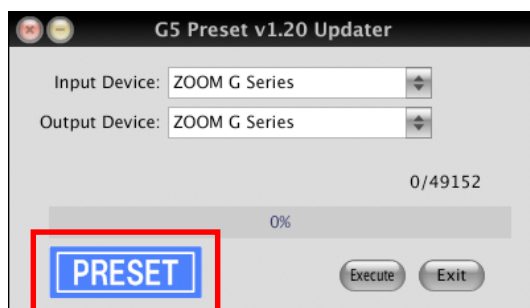 G5 Preset v1.20 Updater
Input Device: ZOOM G Series
Output Device: ZOOM G Series
0/49152
0%
PRESET
Execute Exit